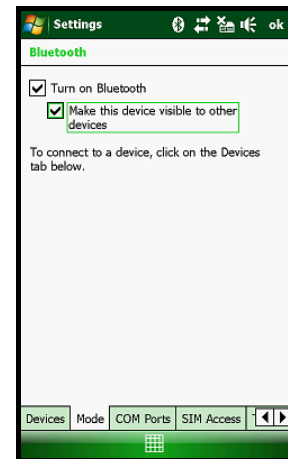 Settings ok
Bluetooth
Turn on Bluetooth
Make this device visible to other
devices
To connect to a device, click on the Devices
tab below.
Devices Mode COM Ports SIM Access